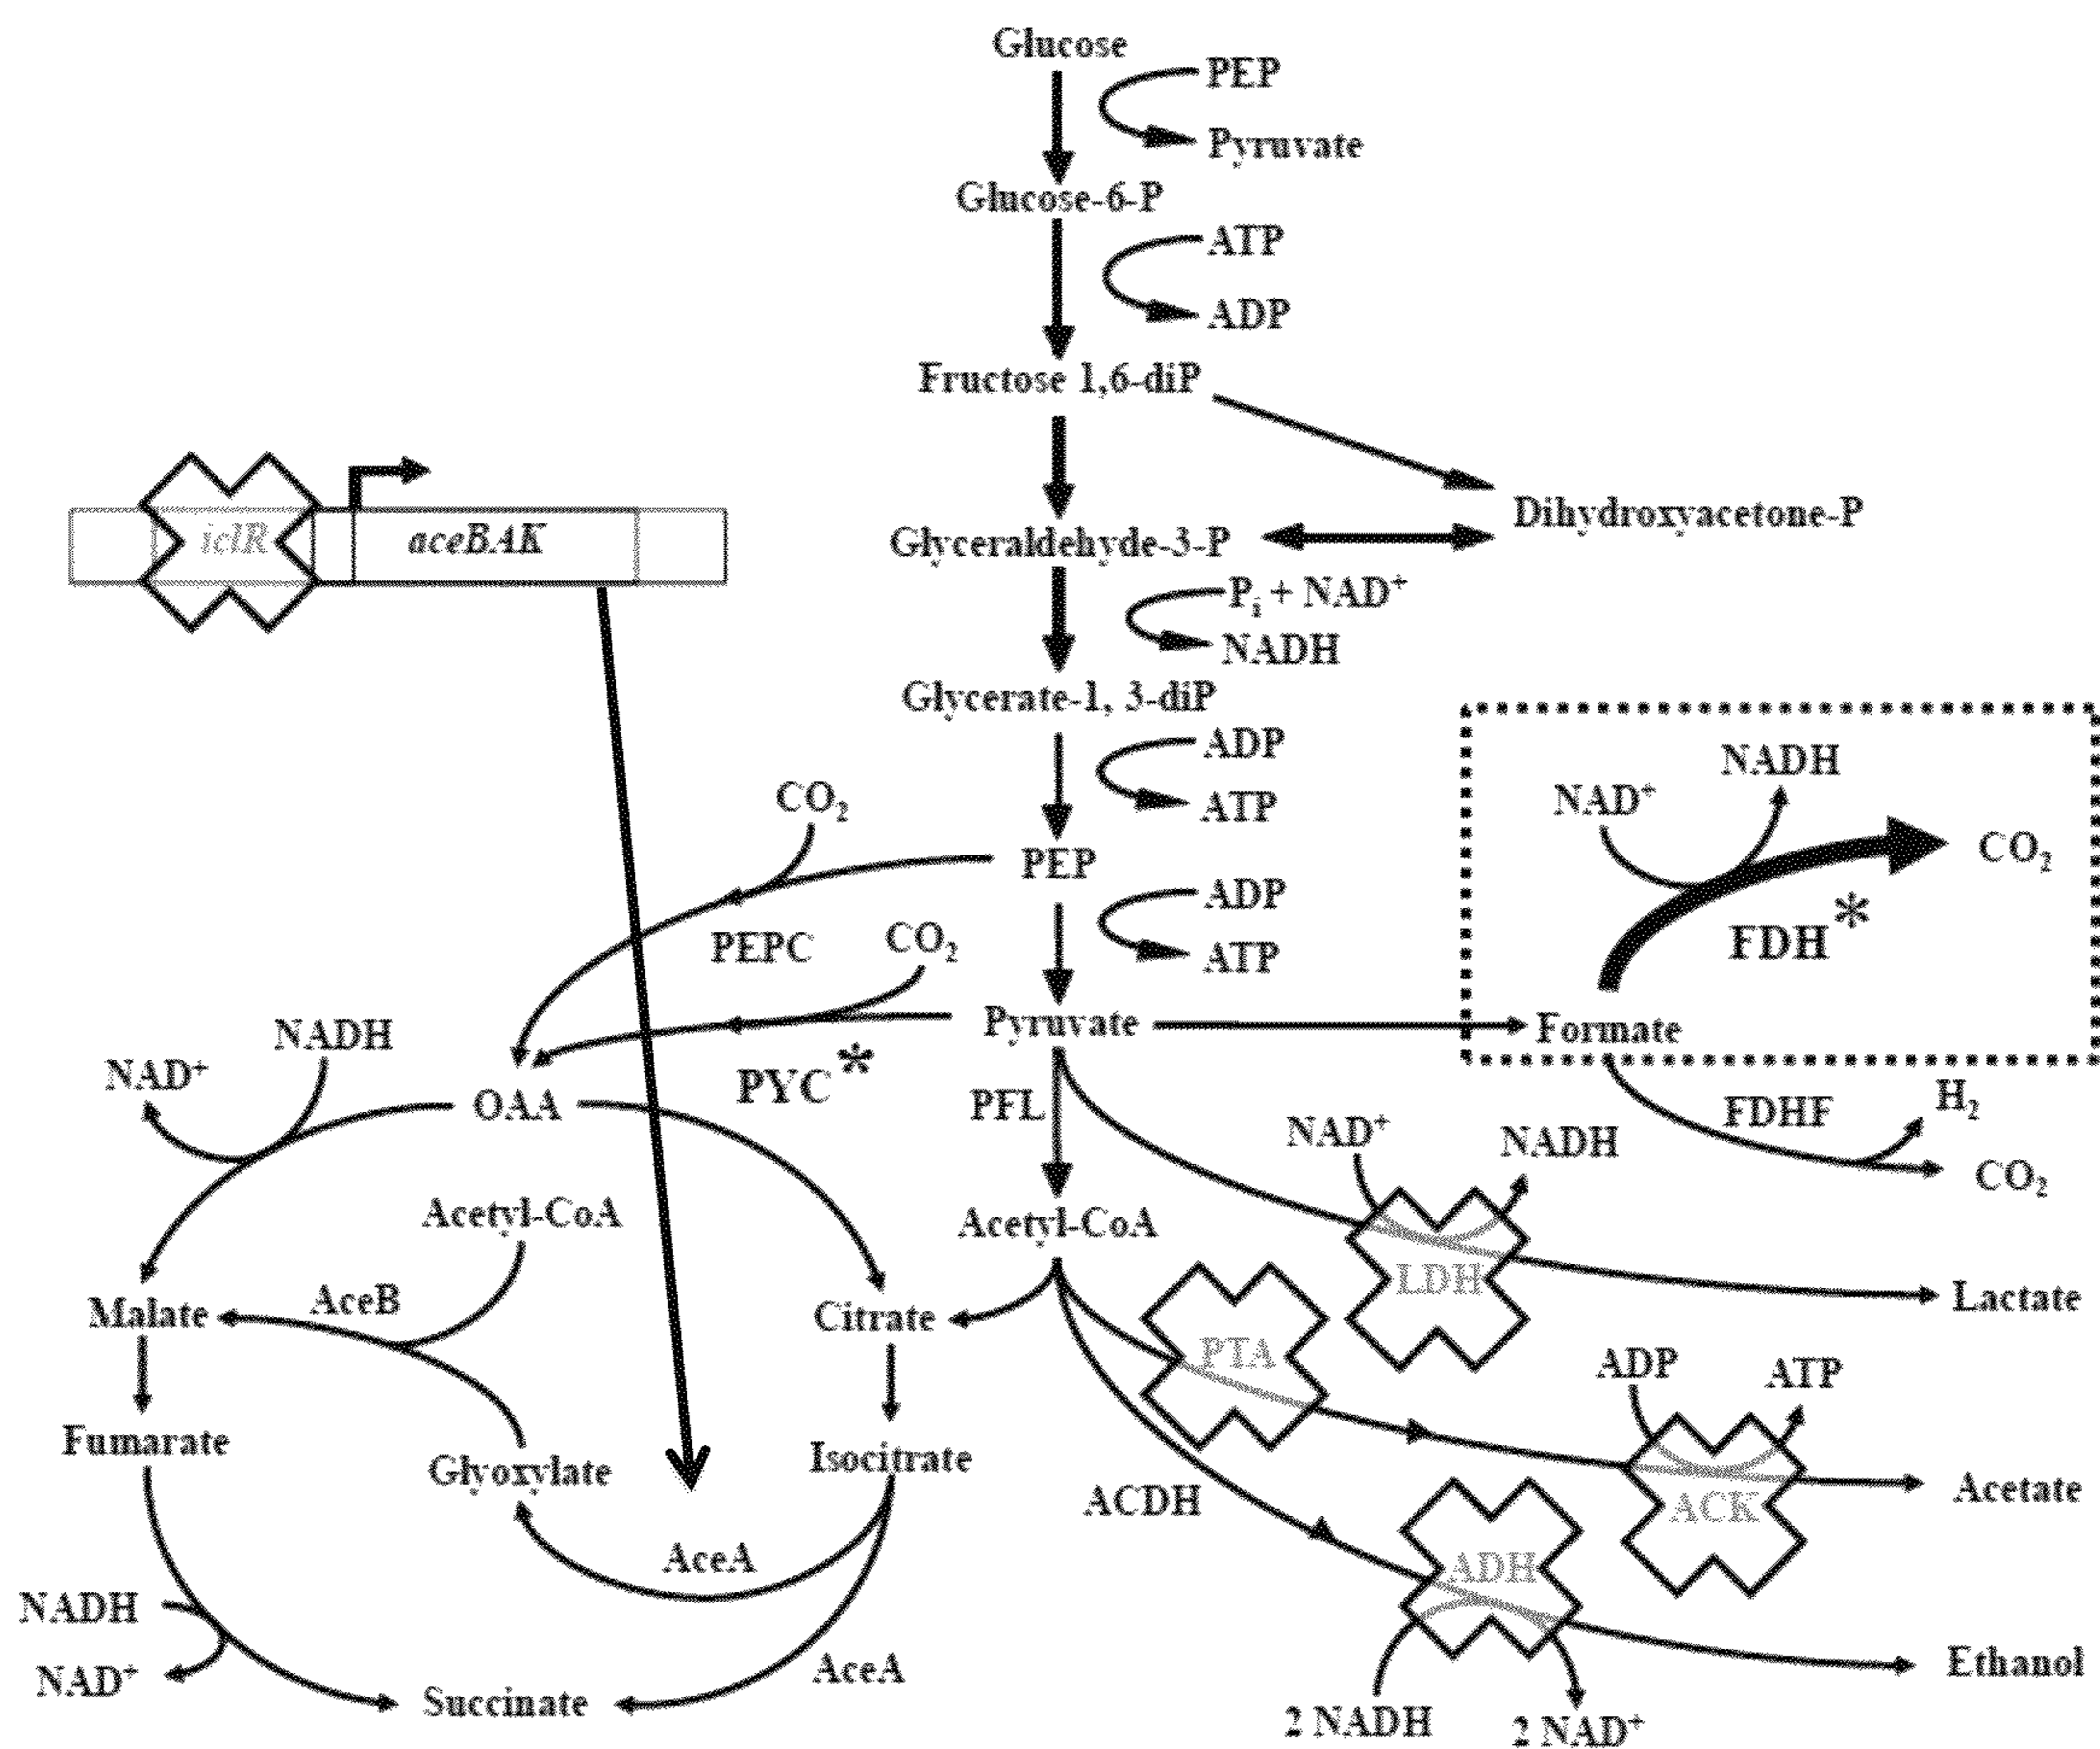 Glucose
PEP
Pyruvate
Glucose-6-P
ATP
ADP
Fructose 1,6-diP
Dihydroxyacetone-P
iclR
aceBAK
Glyceraldehyde-3-P
Pi + NAD+
NADH
Glycerate-1, 3-diP
ADP
ATP
NADH
NAD+
CO2
CO2
PEP
FDH*
ADP
ATP
PEPC
CO2
Pyruvate
Formate
NADH
NAD+
PYC*
OAA
PFL
NAD+
NADH
FDHF
H2
CO2
Acetyl-CoA
Acetyl-CoA
LDH
Lactate
Malate
AceB
Citrate
PTA
ADP
ATP
Fumarate
Glyoxylate
Isocitrate
ACDH
ACK
Acetate
AceA
ADH
NADH
NAD+
Succinate
AceA
Ethanol
2 NADH
2 NAD+